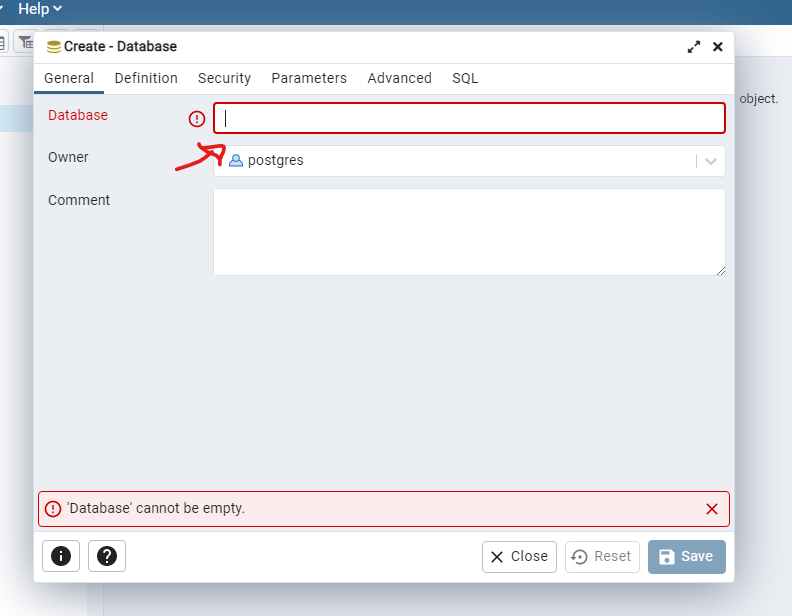 Help
Create - Database
General Definition Security Parameters Advanced SQL
Database
object.
Owner postgres
Comment
'Database' cannot be empty.
Close Reset Save